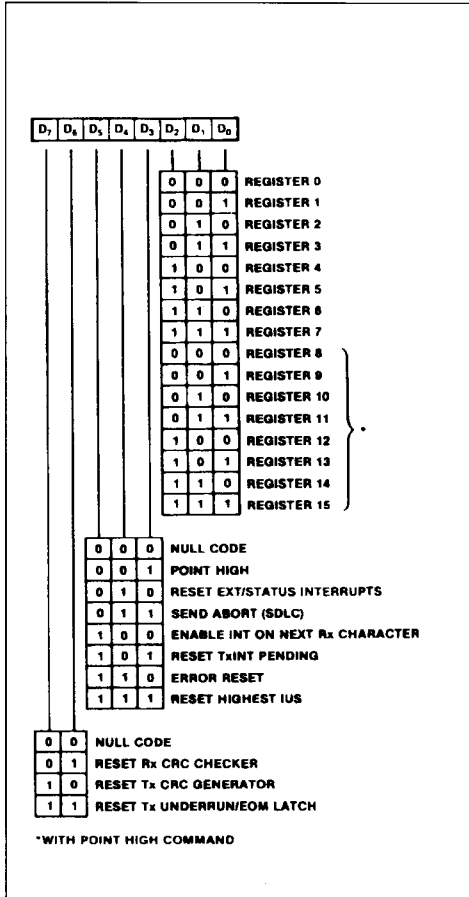 D7 D6 D5 D4 D3 D2 D1 D0
0 0 0 REGISTER 0
0 0 1 REGISTER 1
0 1 0 REGISTER 2
0 1 1 REGISTER 3
1 0 0 REGISTER 4
1 0 1 REGISTER 5
1 1 0 REGISTER 6
1 1 1 REGISTER 7
0 0 0 REGISTER 8
0 0 1 REGISTER 9
0 1 0 REGISTER 10
0 1 1 REGISTER 11
1 0 0 REGISTER 12
1 0 1 REGISTER 13
1 1 0 REGISTER 14
1 1 1 REGISTER 15
*
0 0 0 NULL CODE
0 0 1 POINT HIGH
0 1 0 RESET EXT/STATUS INTERRUPTS
0 1 1 SEND ABORT (SDLC)
1 0 0 ENABLE INT ON NEXT Rx CHARACTER
1 0 1 RESET TxINT PENDING
1 1 0 ERROR RESET
1 1 1 RESET HIGHEST IUS
0 0 NULL CODE
0 1 RESET Rx CRC CHECKER
1 0 RESET Tx CRC GENERATOR
1 1 RESET Tx UNDERRUN/EOM LATCH
*WITH POINT HIGH COMMAND